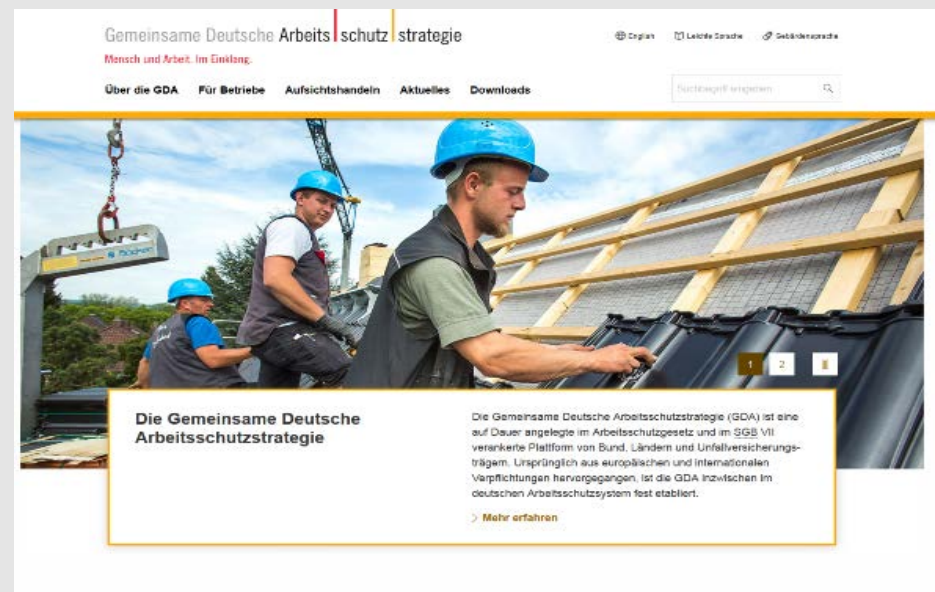 Gemeinsame Deutsche Arbeits schutz strategie
Mensch und Arbeit. Im Einklang.
English Leichte Sprache Gebärdensprache
Über die GDA Für Betriebe Aufsichtshandeln Aktuelles Downloads
Suchbegriff eingeben
1 2
Die Gemeinsame Deutsche
Arbeitsschutzstrategie
Die Gemeinsame Deutsche Arbeitsschutzstrategie (GDA) ist eine
auf Dauer angelegte im Arbeitsschutzgesetz und im SGB VII
verankerte Plattform von Bund, Ländern und Unfallversicherungs-
trägern. Ursprünglich aus europäischen und internationalen
Verpflichtungen hervorgegangen, ist die GDA inzwischen im
deutschen Arbeitsschutzsystem fest etabliert.
Mehr erfahren